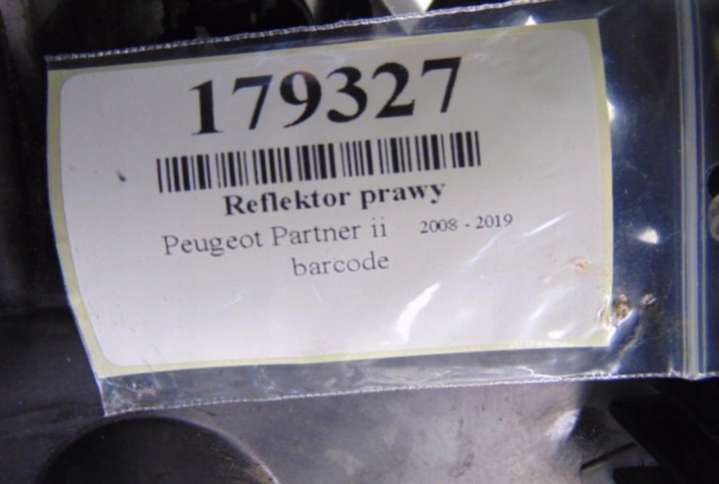 179327
Reflektor prawy
Peugeot Partner ii 2008 - 2019
barcode